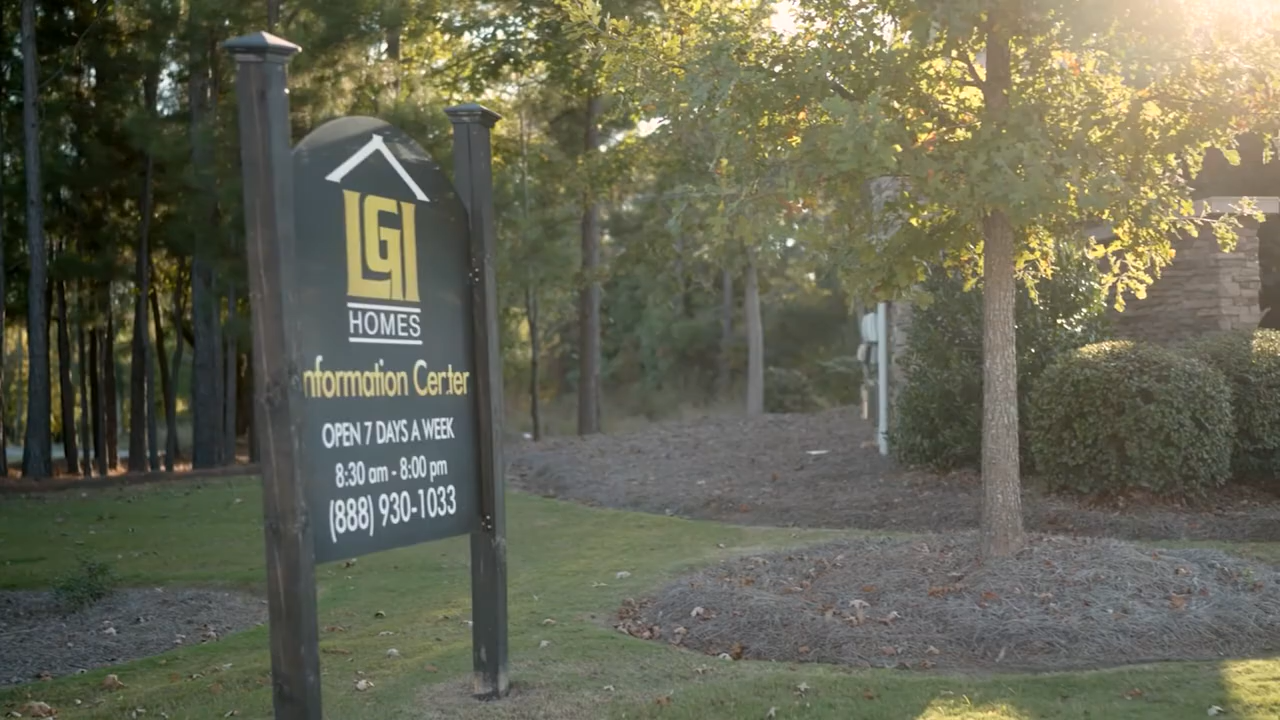 LGI
HOMES
nformation Center
OPEN 7 DAYS A WEEK
8:30 am - 8:00 pm
(888) 930-1033